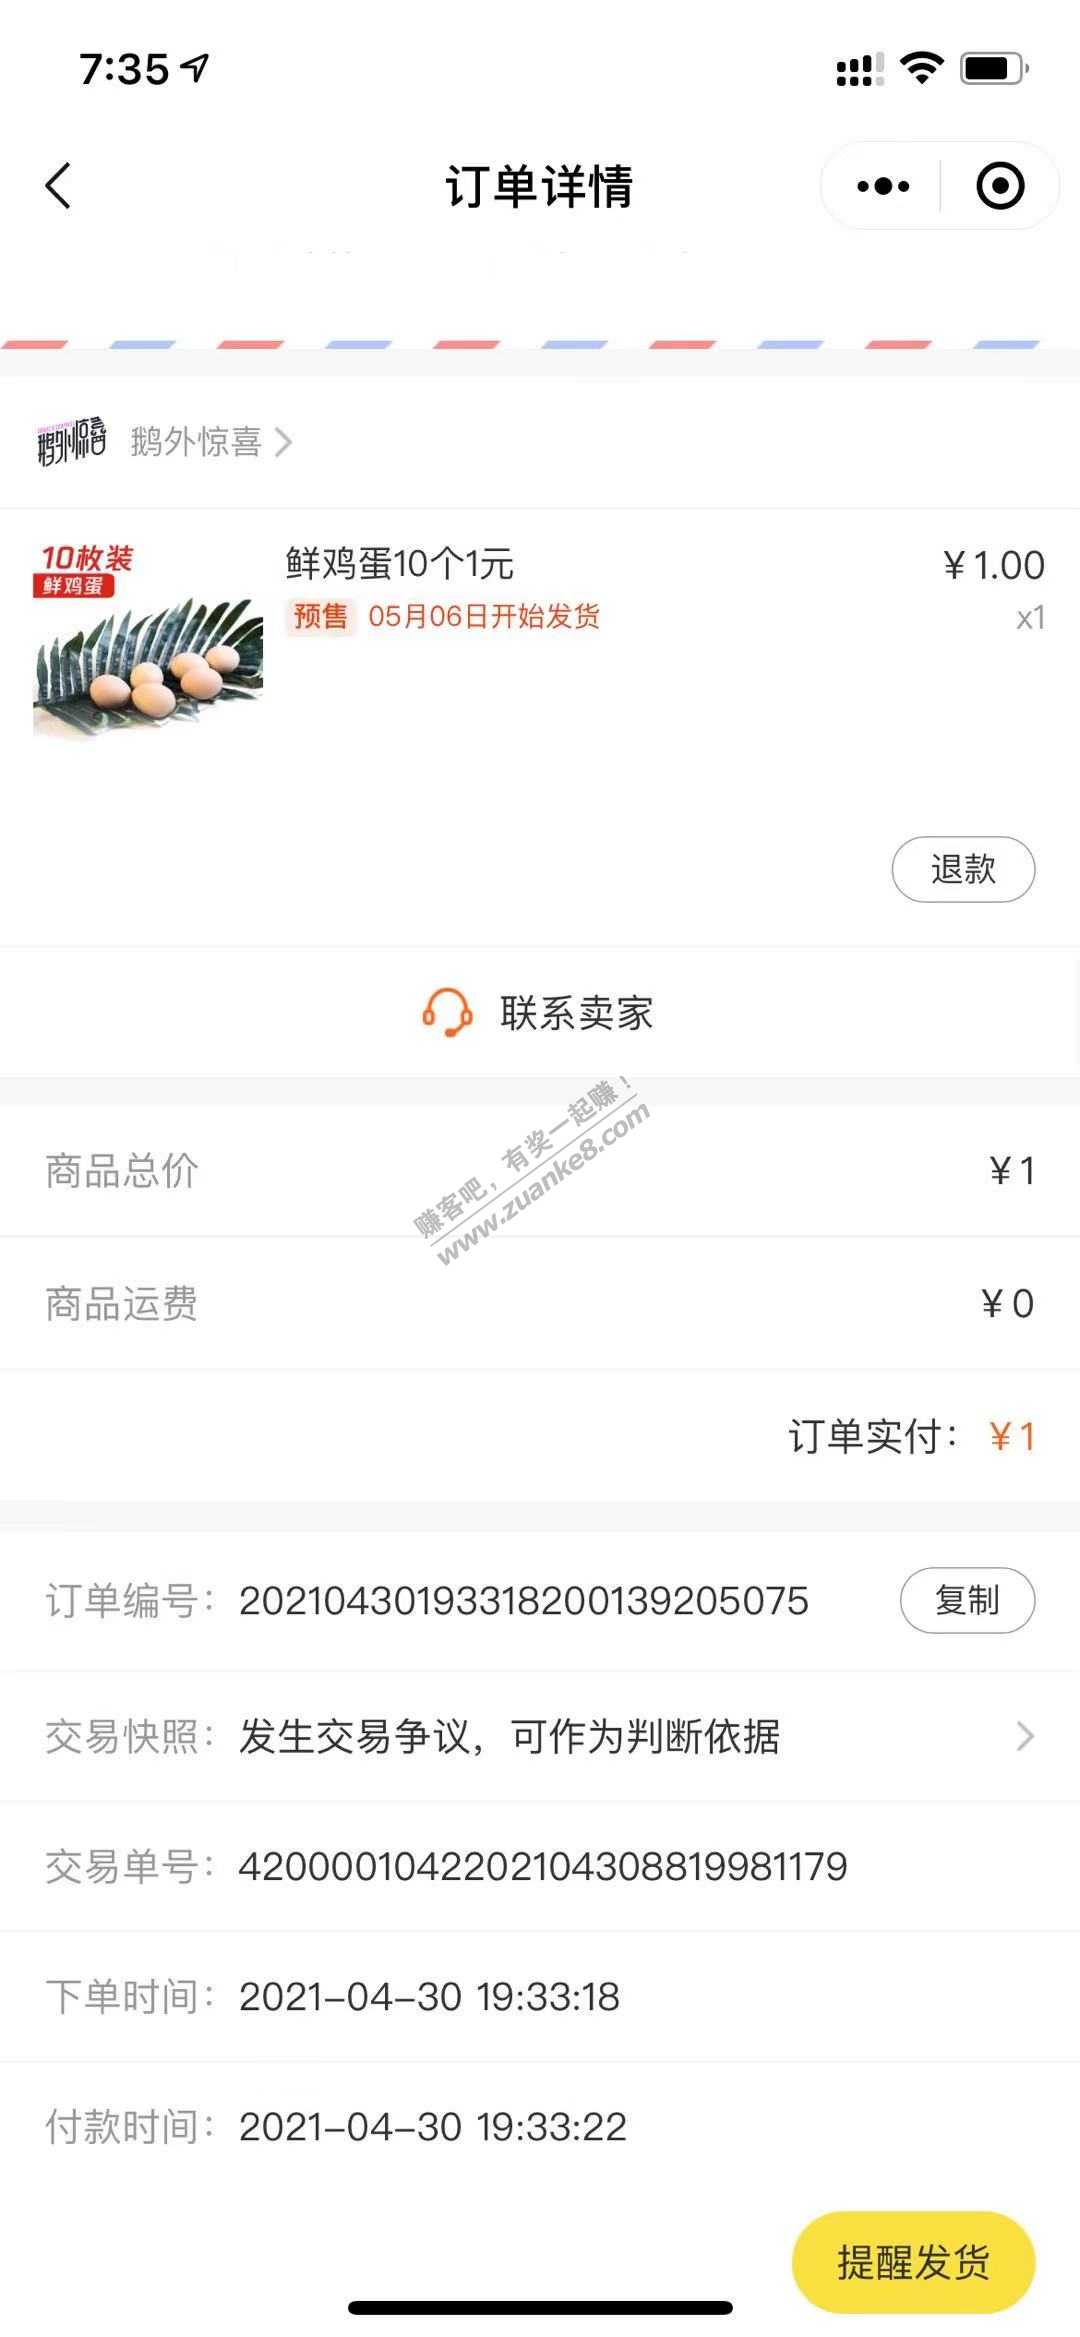 7:35
订单详情
鹅外惊喜
鹅外惊喜
10枚装
鲜鸡蛋
鲜鸡蛋10个1元
¥1.00
预售 05月06日开始发货
x1
退款
联系卖家
赚客吧，有奖一起赚！
www.zuanke8.com
商品总价 ¥1
商品运费 ¥0
订单实付： ¥1
订单编号： 20210430193318200139205075 复制
交易快照： 发生交易争议，可作为判断依据
交易单号： 4200001042202104308819981179
下单时间： 2021-04-30 19:33:18
付款时间： 2021-04-30 19:33:22
提醒发货